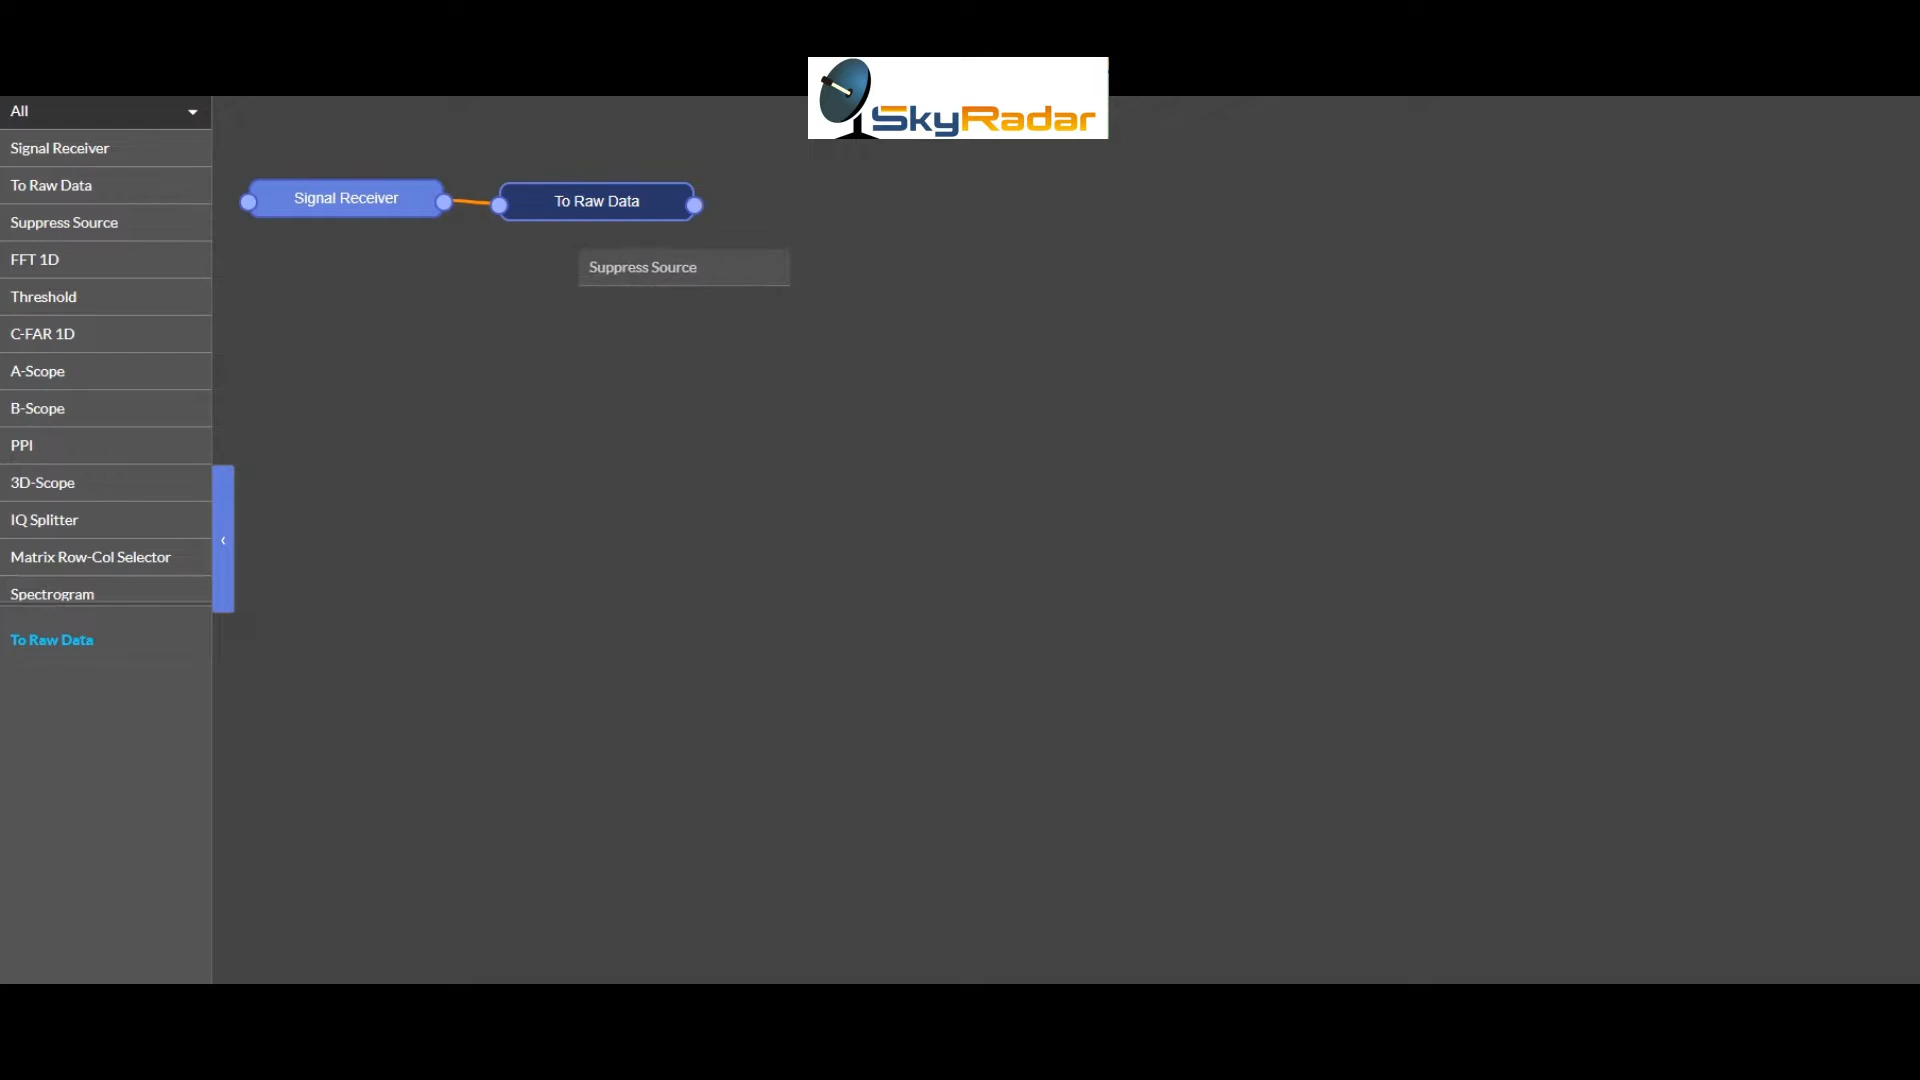 SkyRadar
All
Signal Receiver
To Raw Data
Suppress Source
FFT 1D
Threshold
C-FAR 1D
A-Scope
B-Scope
PPI
3D-Scope
IQ Splitter
Matrix Row-Col Selector
Spectrogram
To Raw Data
Signal Receiver
To Raw Data
Suppress Source